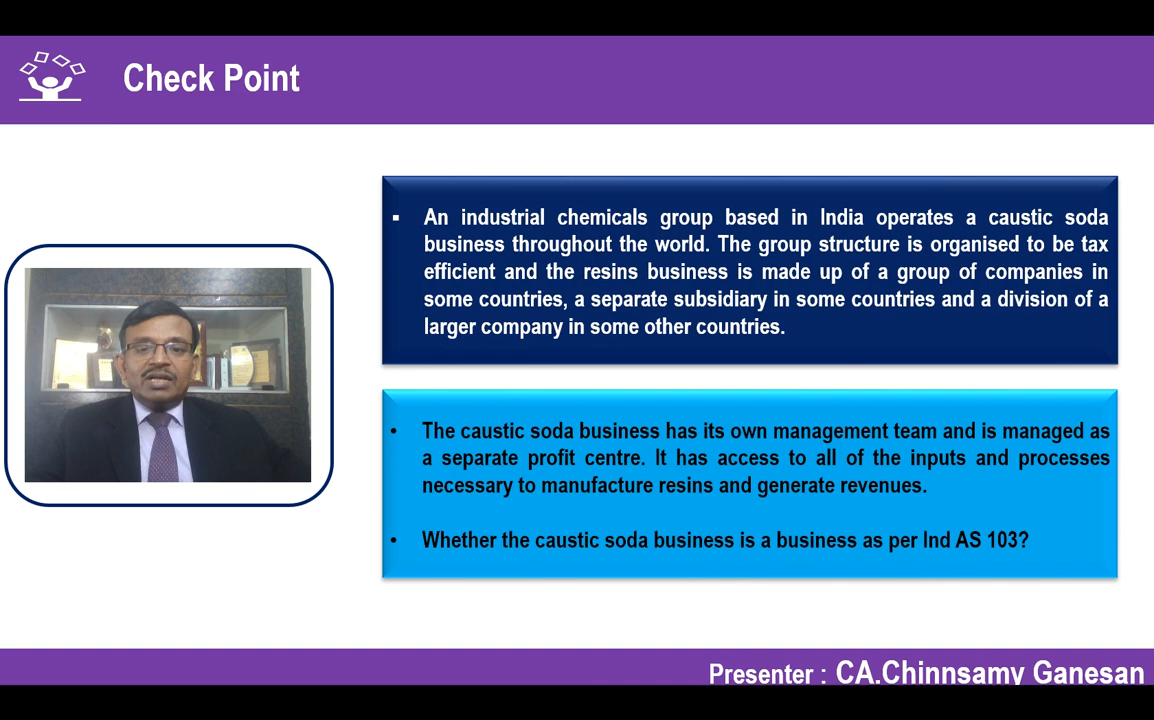 Check Point
▪ An industrial chemicals group based in India operates a caustic soda
business throughout the world. The group structure is organised to be tax
efficient and the resins business is made up of a group of companies in
some countries, a separate subsidiary in some countries and a division of a
larger company in some other countries.
• The caustic soda business has its own management team and is managed as
a separate profit centre. It has access to all of the inputs and processes
necessary to manufacture resins and generate revenues.
• Whether the caustic soda business is a business as per Ind AS 103?
Presenter : CA.Chinnsamy Ganesan